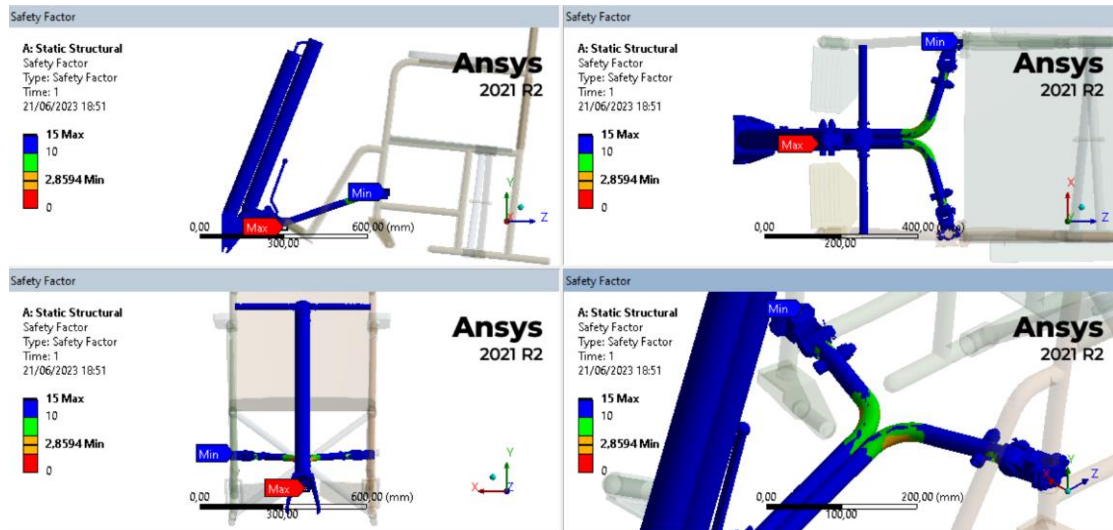 Safety Factor
A: Static Structural
Safety Factor
Type: Safety Factor
Time: 1
21/06/2023 18:51
15 Max
10
2,8594 Min
0
Ansys
2021 R2
Min
Max
Y
X
Z
0,00
600,00 (mm)
300,00
Safety Factor
A: Static Structural
Safety Factor
Type: Safety Factor
Time: 1
21/06/2023 18:51
15 Max
10
2,8594 Min
0
Min
Ansys
2021 R2
Max
X
Y
Z
0,00
400,00 (mm)
200,00
Safety Factor
A: Static Structural
Safety Factor
Type: Safety Factor
Time: 1
21/06/2023 18:51
15 Max
10
2,8594 Min
0
Ansys
2021 R2
Min
Max
Y
X
Z
0,00
600,00 (mm)
300,00
Safety Factor
A: Static Structural
Safety Factor
Type: Safety Factor
Time: 1
21/06/2023 18:51
15 Max
10
2,8594 Min
0
Min
Ansys
2021 R2
Y
X
Z
0,00
200,00 (mm)
100,00